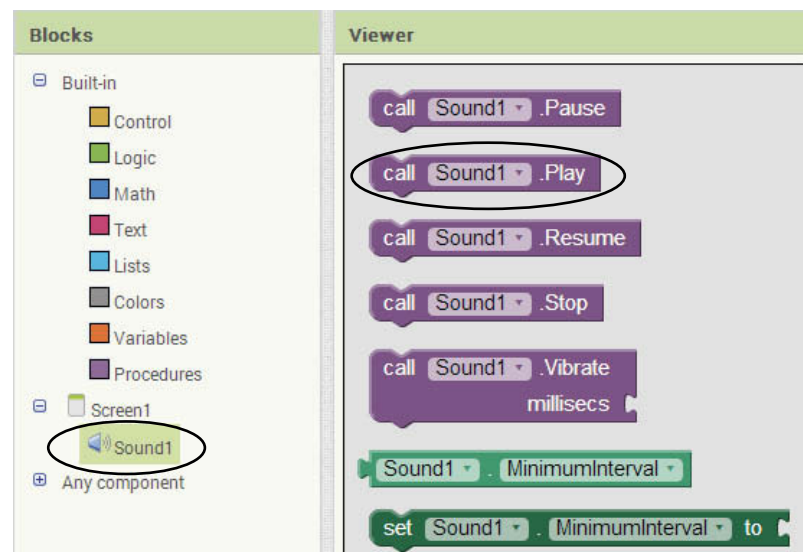 Blocks
Built-in
Control
Logic
Math
Text
Lists
Colors
Variables
Procedures
Screen1
Sound1
Any component
Viewer
call Sound1 .Pause
call Sound1 .Play
call Sound1 .Resume
call Sound1 .Stop
call Sound1 .Vibrate
millisecs
Sound1 . MinimumInterval
set Sound1 . MinimumInterval to